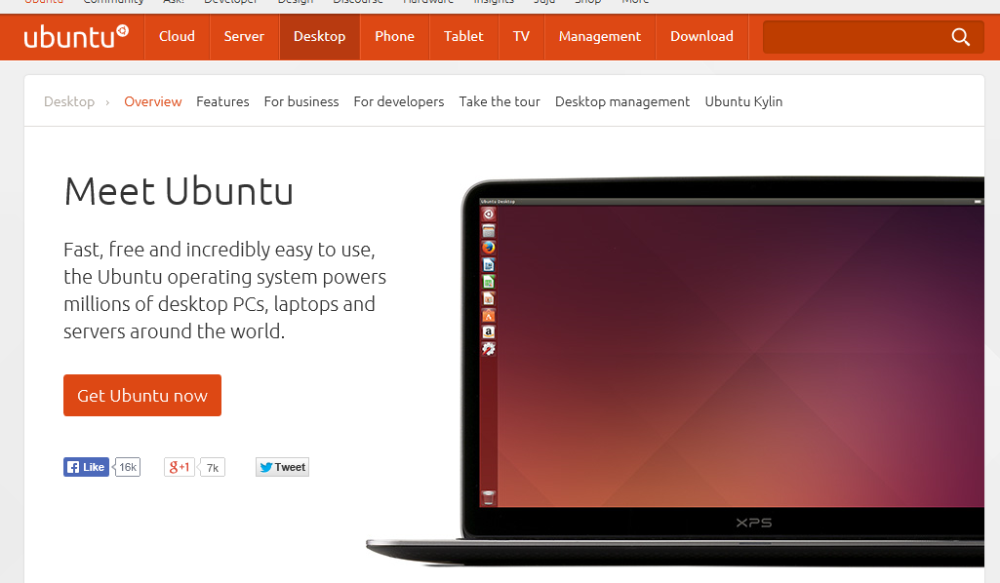 Ubuntu Community Ask! Developer Design Discourse Hardware Insights Juju Shop More
ubuntu Cloud Server Desktop Phone Tablet TV Management Download
Desktop › Overview Features For business For developers Take the tour Desktop management Ubuntu Kylin
Meet Ubuntu
Fast, free and incredibly easy to use,
the Ubuntu operating system powers
millions of desktop PCs, laptops and
servers around the world.
Get Ubuntu now
Like 16k g+1 7k Tweet
Ubuntu Desktop
a
XPS